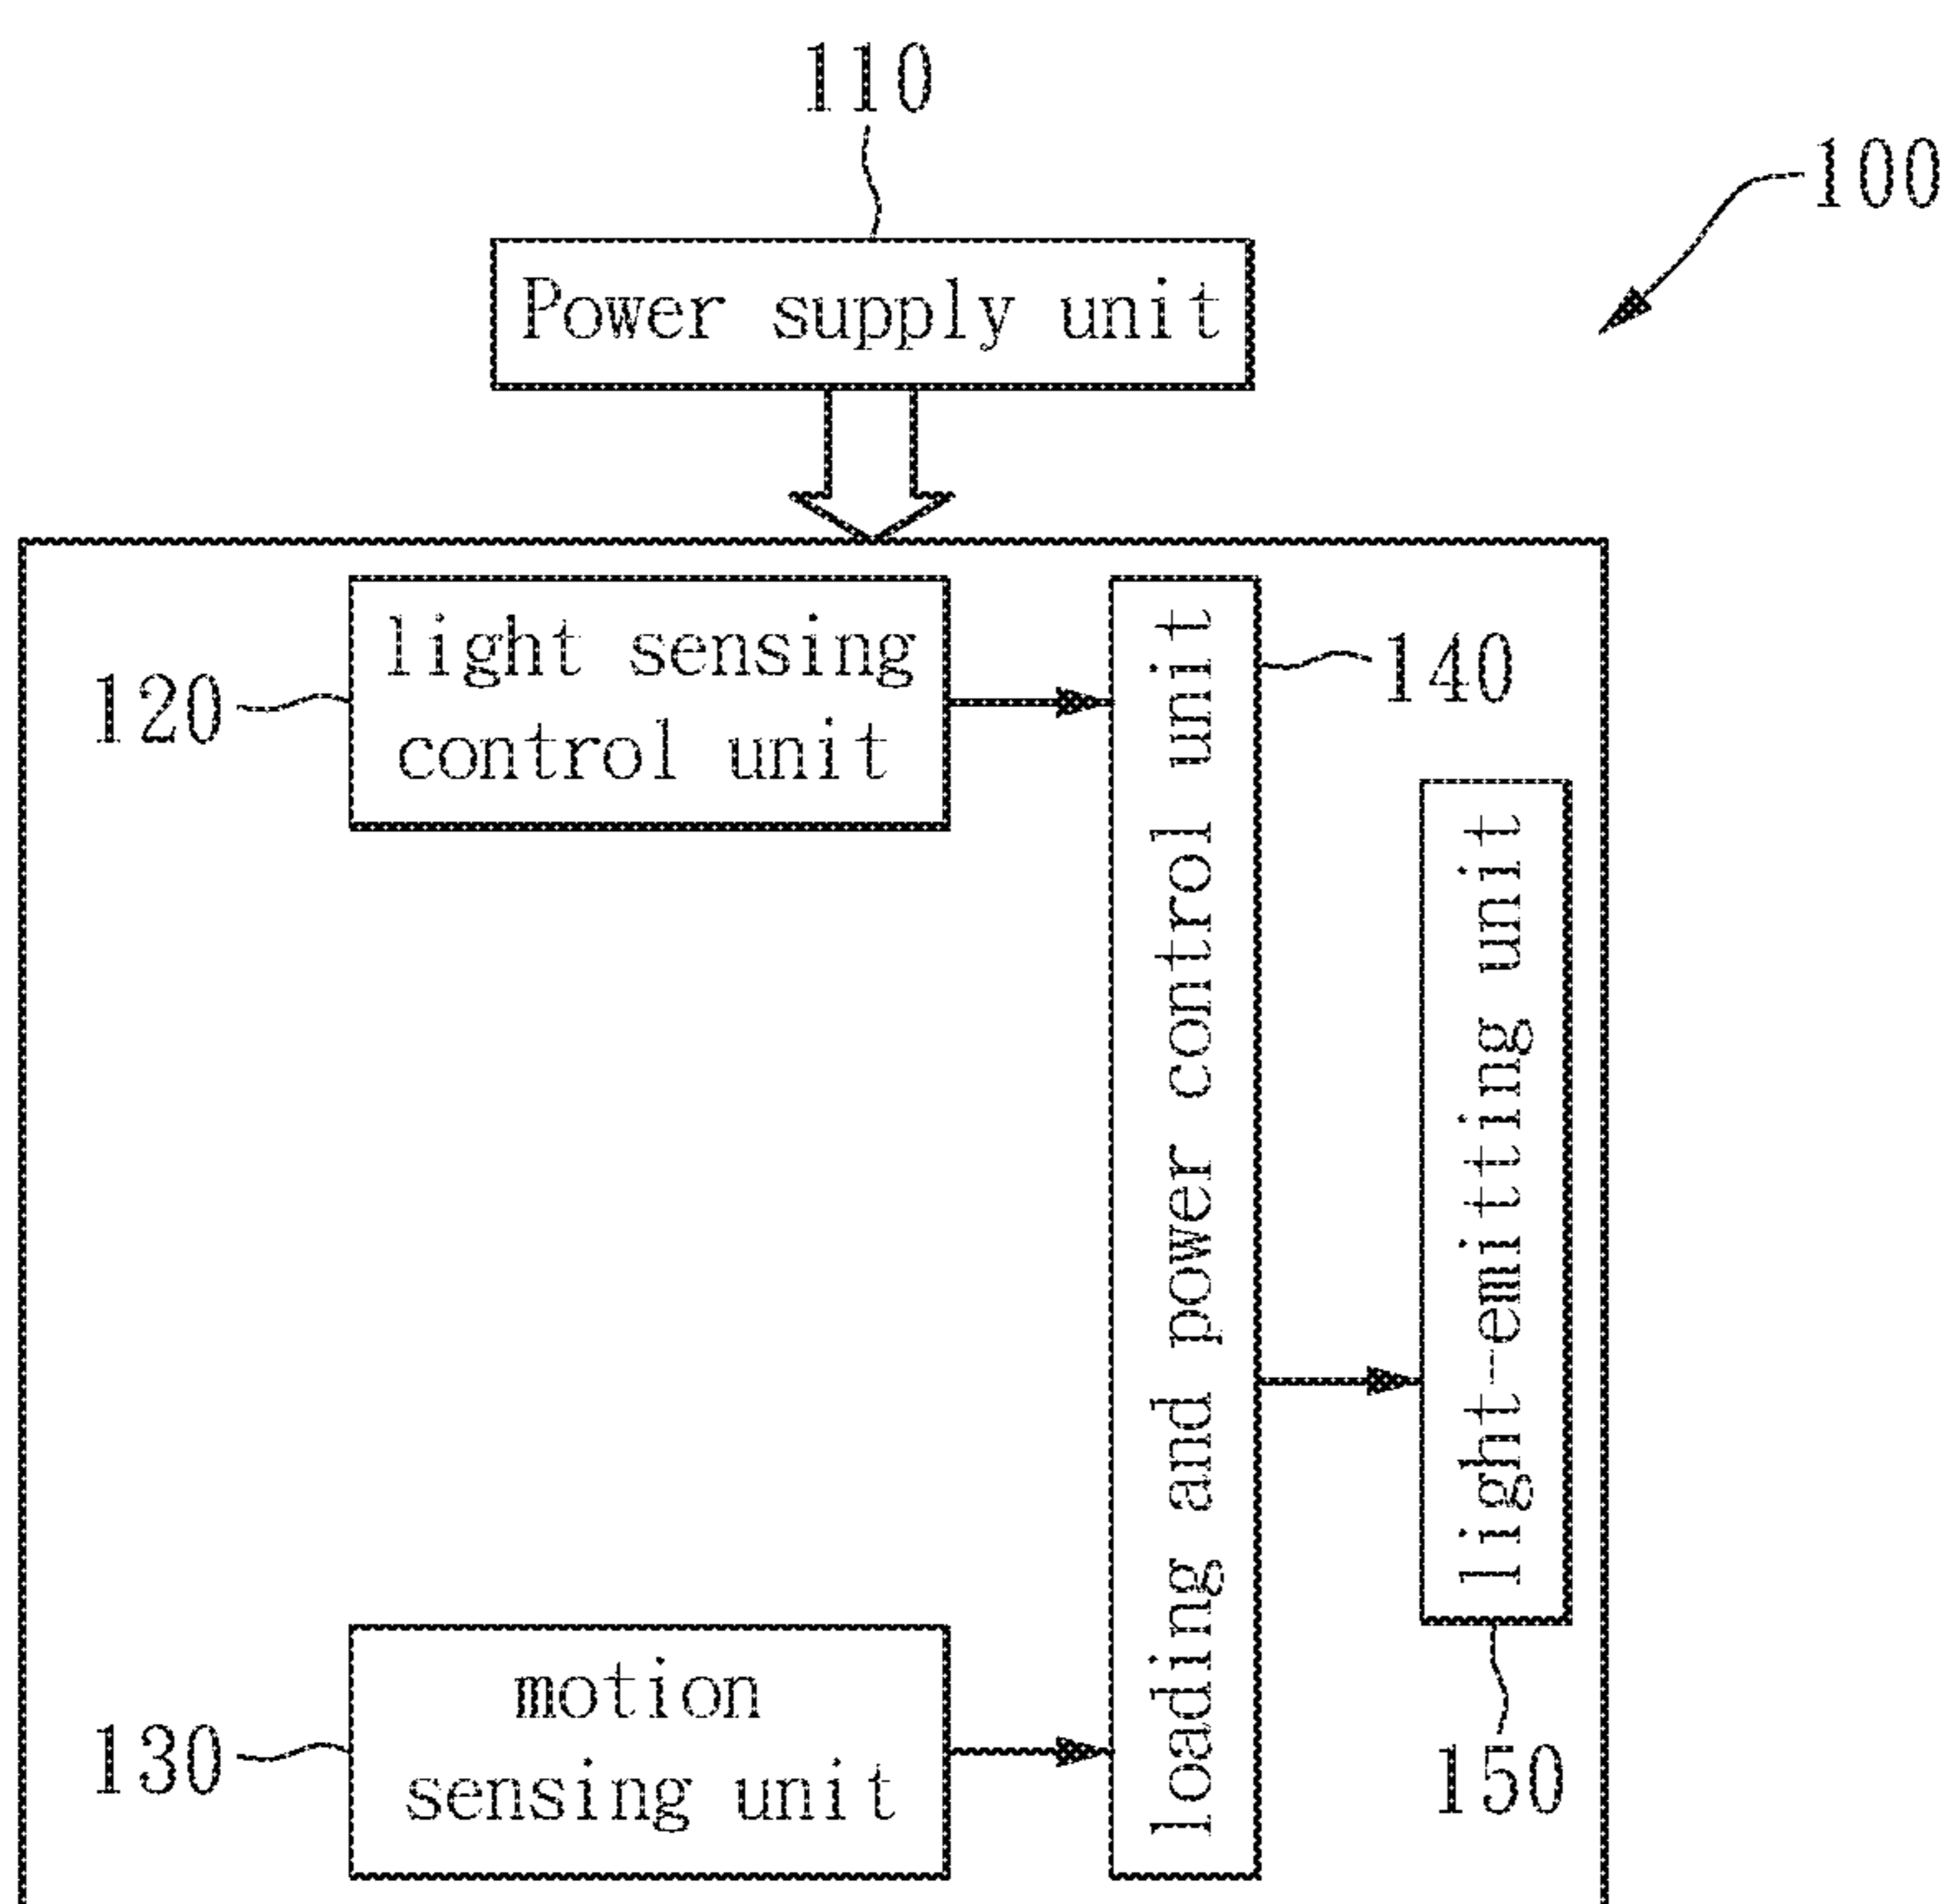 110
100
Power supply unit
120
light sensing
control unit
140
loading and power control unit
light-emitting unit
130
motion
sensing unit
150